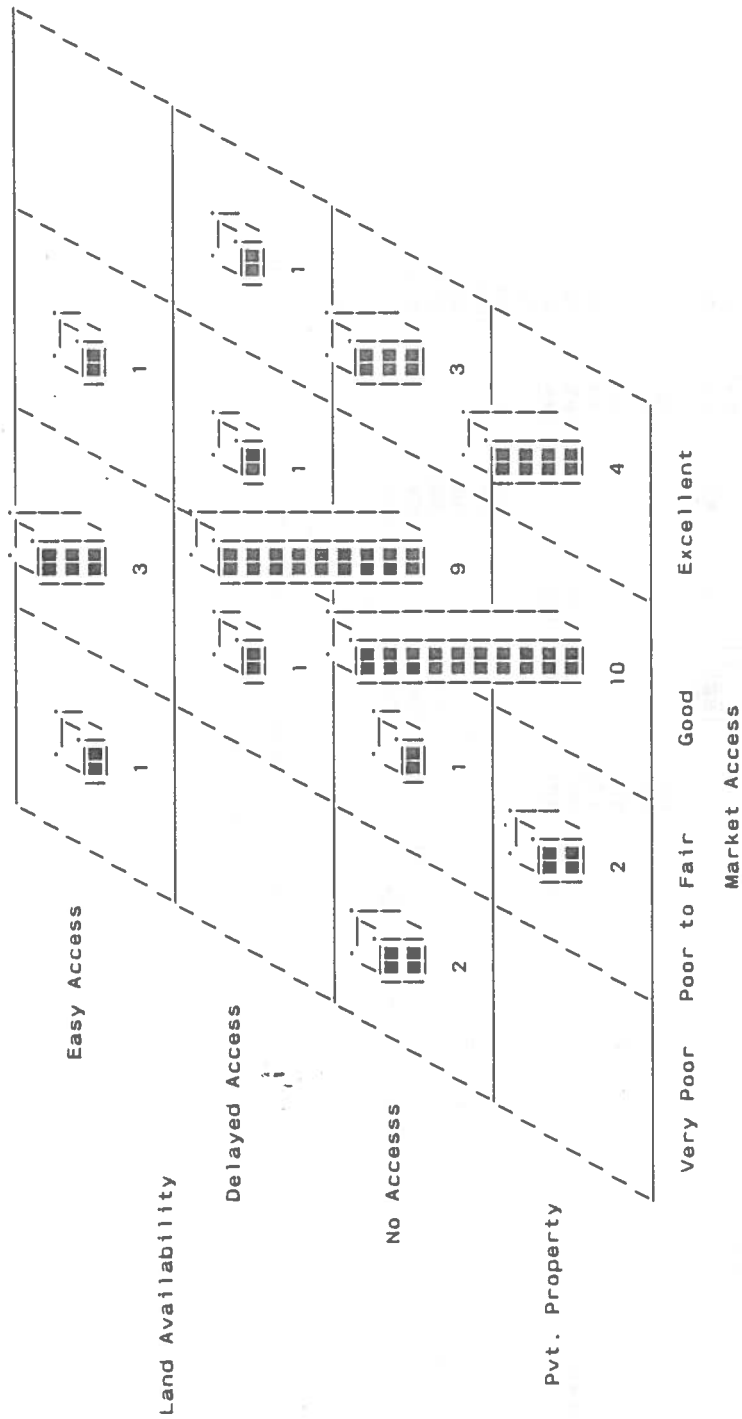 Easy Access
1 3 1
Land Availability
Delayed Access
1 1 1
No Accesss
2 1 9 3
Pvt. Property
2 10 4
Very Poor Poor to Fair Good Excellent
Market Access